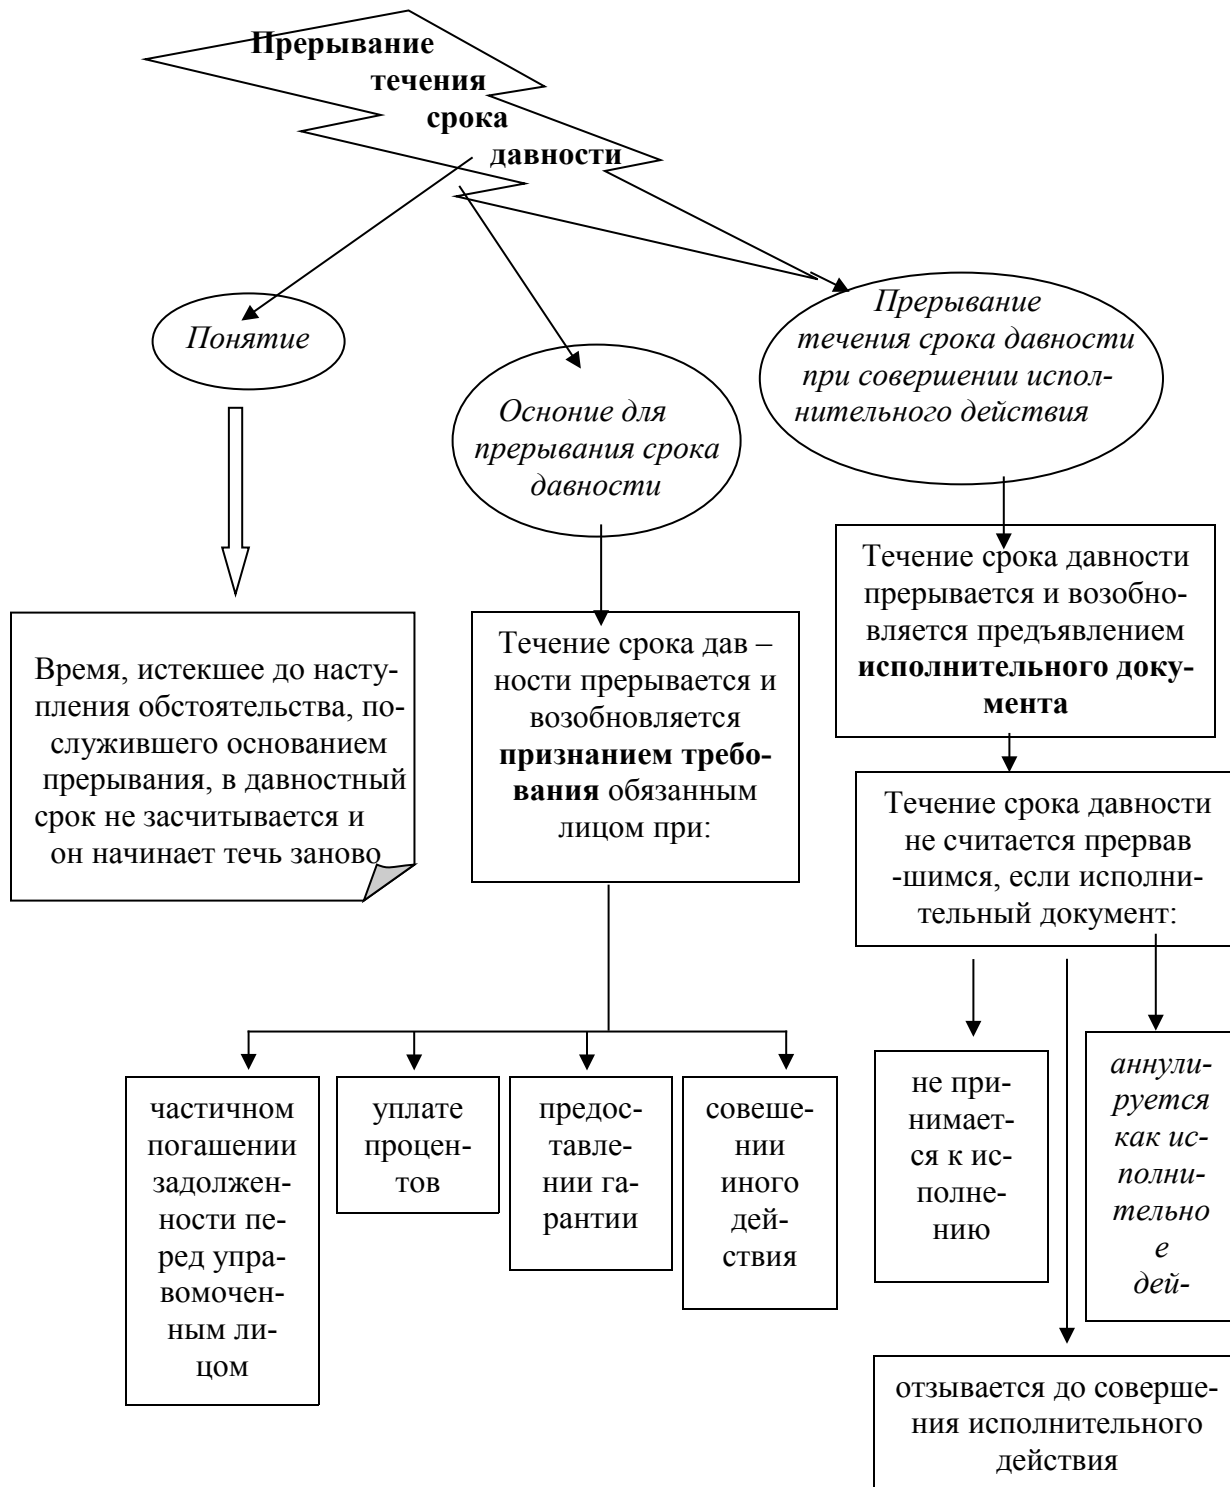 Прерывание
течения
срока
давности
Понятие
Время, истекшее до насту-
пления обстоятельства, по-
служившего основанием
прерывания, в давностный
срок не засчитывается и
он начинает течь заново
Осноние для
прерывания срока
давности
Течение срока дав –
ности прерывается и
возобновляется
признанием требо-
вания обязанным
лицом при:
частичном
погашении
задолжен-
ности пе-
ред упра-
вомочен-
ным ли-
цом
уплате
процен-
тов
предос-
тавле-
нии га-
рантии
совеше-
нии
иного
дей-
ствия
Прерывание
течения срока давности
при совершении испол-
нительного действия
Течение срока давности
прерывается и возобно-
вляется предъявлением
исполнительного доку-
мента
Течение срока давности
не считается прервав
-шимся, если исполни-
тельный документ:
не при-
нимает-
ся к ис-
полне-
нию
отзывается до соверше-
ния исполнительного
действия
аннули-
руется
как ис-
полни-
тельно
е
дей-